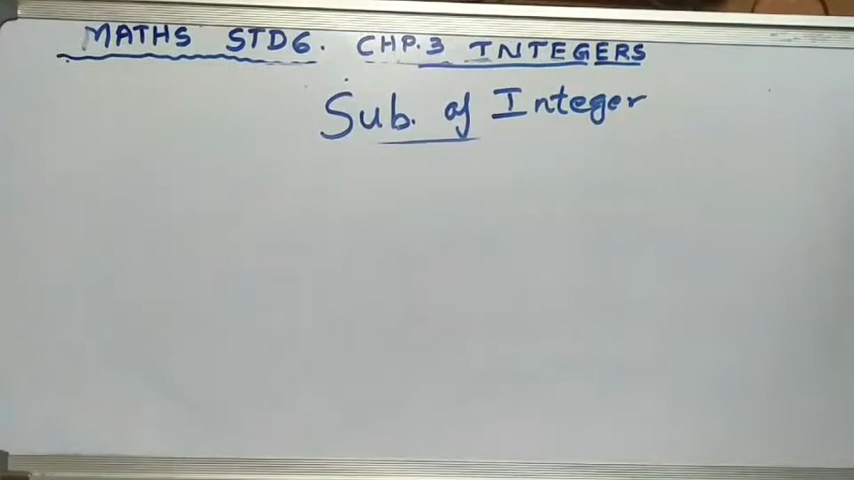 MATHS STD6. CHP.3 INTEGERS
Sub. of Integer